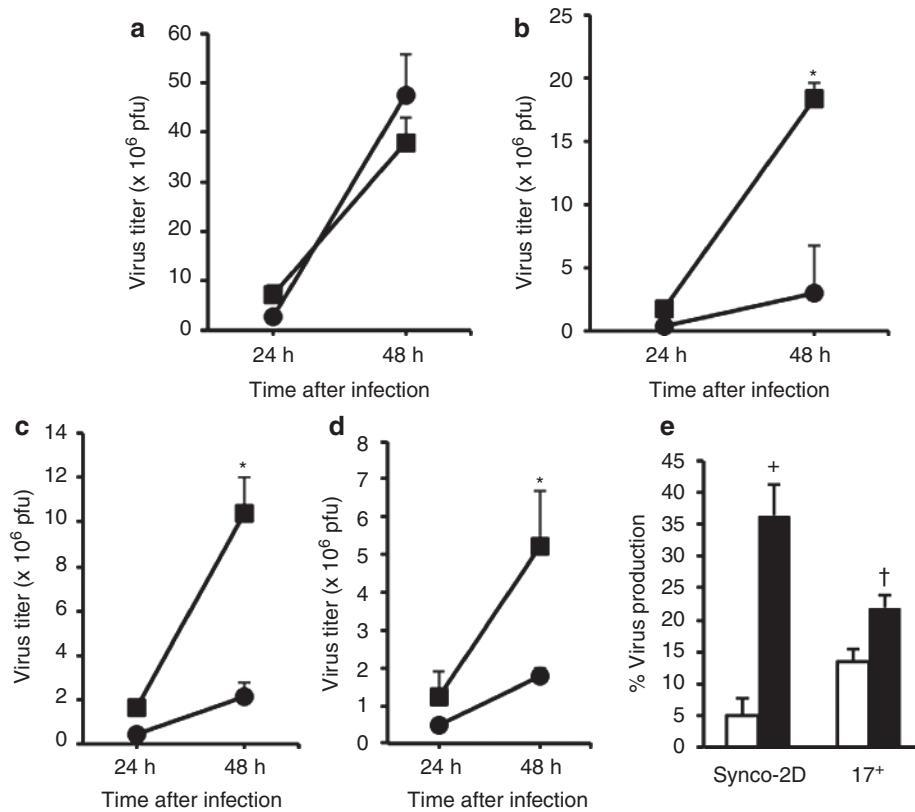 a
Virus titer (x 10⁶ pfu)
60
50
40
30
20
10
0
24 h 48 h
Time after infection
b
Virus titer (x 10⁶ pfu)
25
20
15
10
5
0
*
24 h 48 h
Time after infection
c
Virus titer (x 10⁶ pfu)
14
12
10
8
6
4
2
0
*
24 h 48 h
Time after infection
d
Virus titer (x 10⁶ pfu)
8
7
6
5
4
3
2
1
0
*
24 h 48 h
Time after infection
e
% Virus production
45
40
35
30
25
20
15
10
5
0
+
†
Synco-2D 17⁺